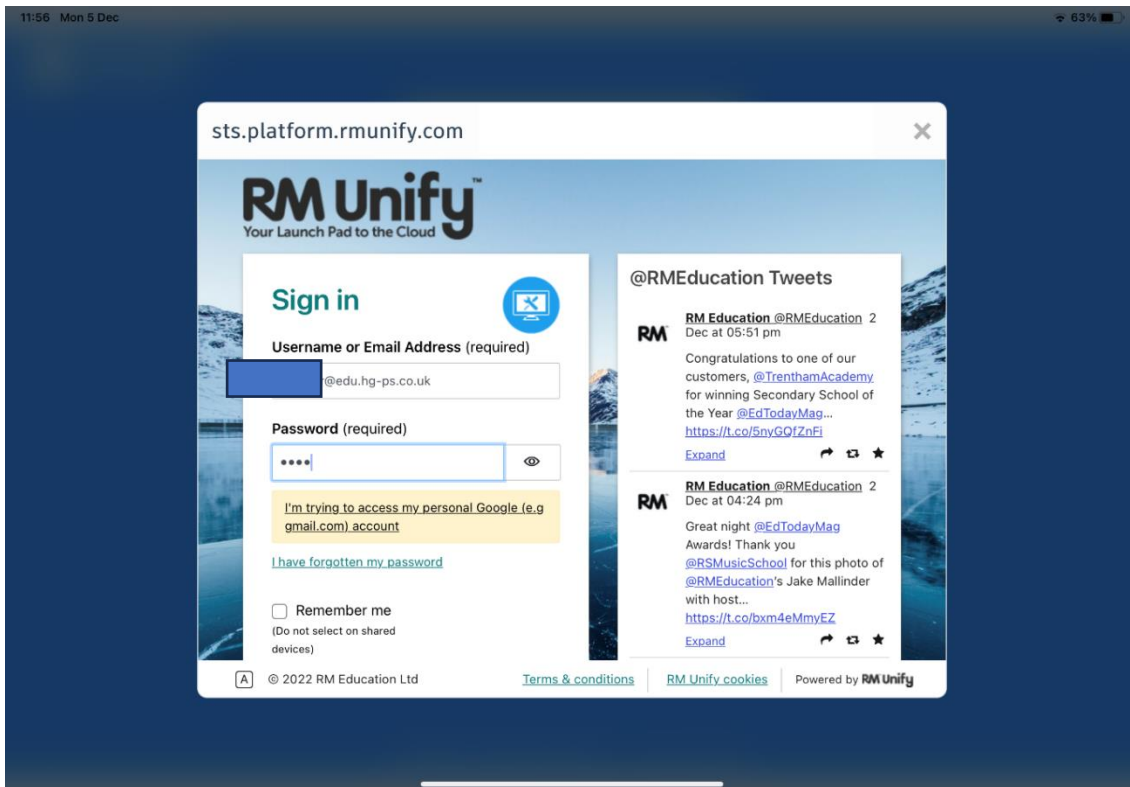 11:56 Mon 5 Dec
63%
sts.platform.rmunify.com
RM Unify™
Your Launch Pad to the Cloud
Sign in
Username or Email Address (required)
@edu.hg-ps.co.uk
Password (required)
••••
I'm trying to access my personal Google (e.g
gmail.com) account
I have forgotten my password
Remember me
(Do not select on shared
devices)
@RMEducation Tweets
RM
RM Education @RMEducation 2
Dec at 05:51 pm
Congratulations to one of our
customers, @TrenthamAcademy
for winning Secondary School of
the Year @EdTodayMag...
https://t.co/5nyGQfZnFi
Expand
RM
RM Education @RMEducation 2
Dec at 04:24 pm
Great night @EdTodayMag
Awards! Thank you
@RSMusicSchool for this photo of
@RMEducation's Jake Mallinder
with host...
https://t.co/bxm4eMmyEZ
Expand
A © 2022 RM Education Ltd
Terms & conditions
RM Unify cookies
Powered by RM Unify